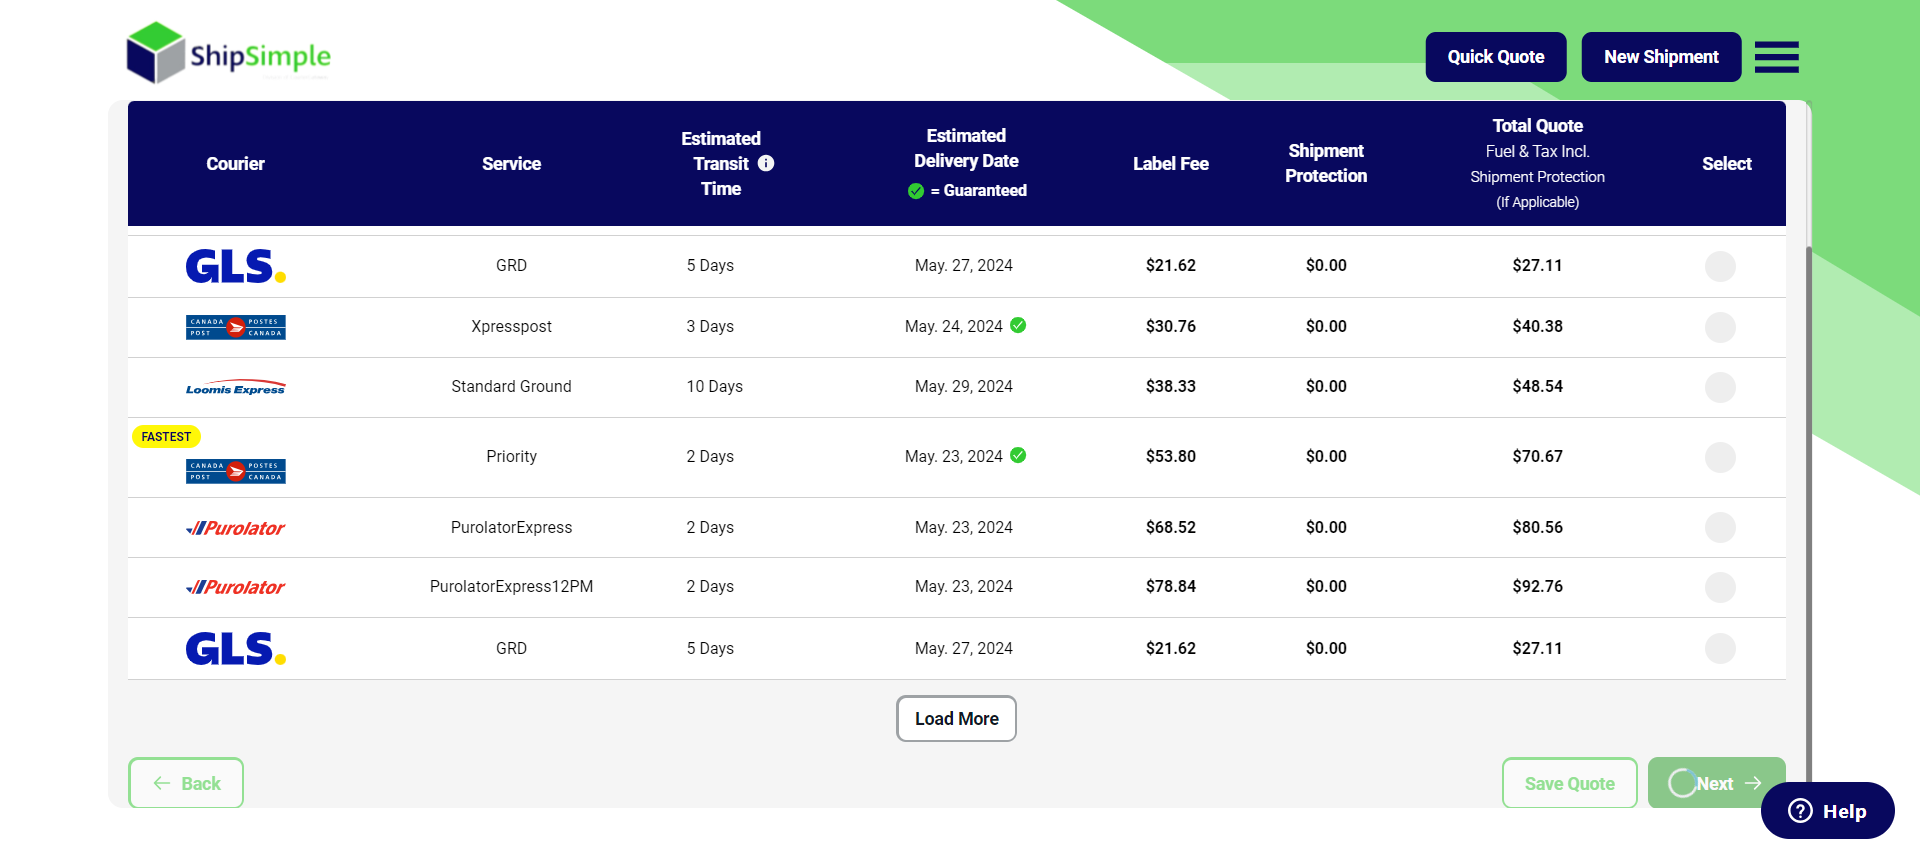 ShipSimple
Quick Quote
New Shipment
Courier
Service
Estimated
Transit
Time
Estimated
Delivery Date
= Guaranteed
Label Fee
Shipment
Protection
Total Quote
Fuel & Tax Incl.
Shipment Protection
(If Applicable)
Select
GLS. GRD 5 Days May. 27, 2024 $21.62 $0.00 $27.11
CANADA POSTES
POST CANADA
Xpresspost 3 Days May. 24, 2024 $30.76 $0.00 $40.38
Loomis Express Standard Ground 10 Days May. 29, 2024 $38.33 $0.00 $48.54
FASTEST
CANADA POSTES
POST CANADA
Priority 2 Days May. 23, 2024 $53.80 $0.00 $70.67
Purolator PurolatorExpress 2 Days May. 23, 2024 $68.52 $0.00 $80.56
Purolator PurolatorExpress12PM 2 Days May. 23, 2024 $78.84 $0.00 $92.76
GLS. GRD 5 Days May. 27, 2024 $21.62 $0.00 $27.11
Load More
Back
Save Quote
Next
Help